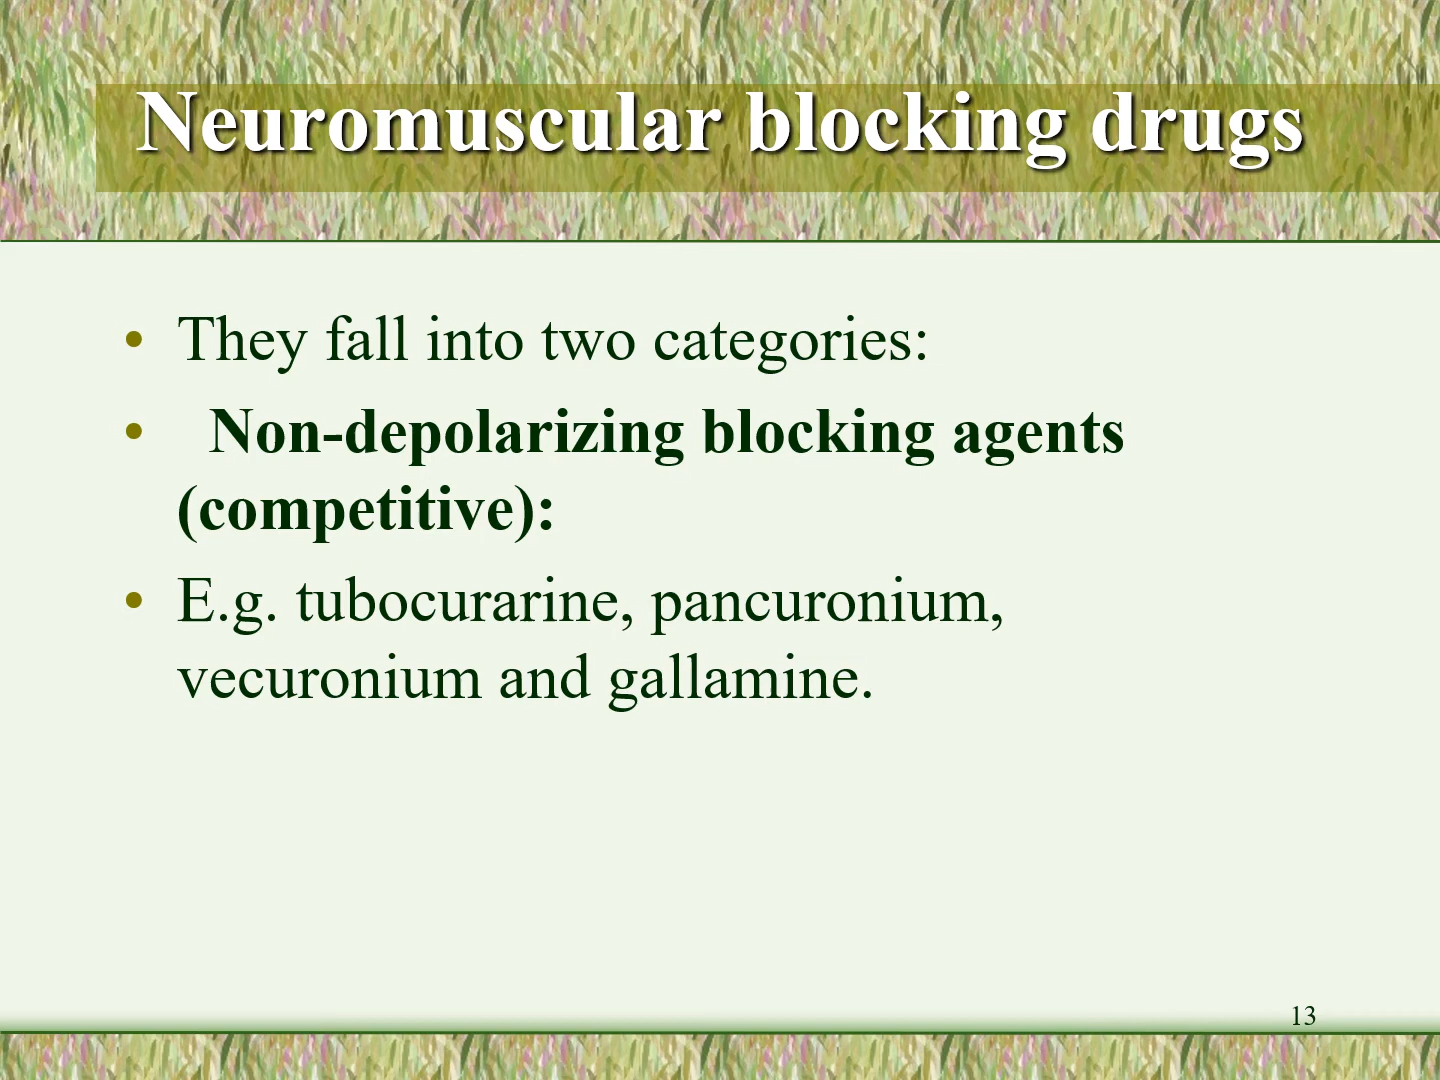 Neuromuscular blocking drugs
• They fall into two categories:
• Non-depolarizing blocking agents
(competitive):
• E.g. tubocurarine, pancuronium,
vecuronium and gallamine.
13